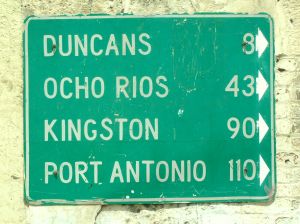 DUNCANS 8
OCHO RIOS 43
KINGSTON 90
PORT ANTONIO 110